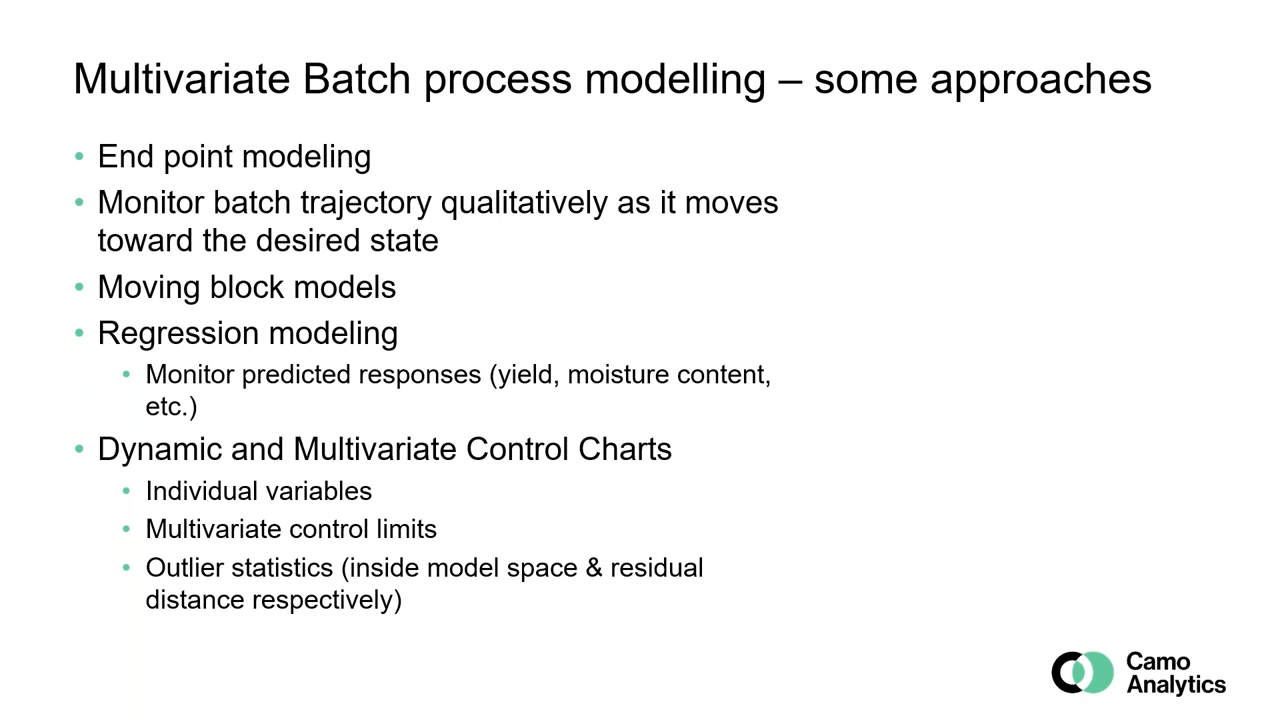 Multivariate Batch process modelling – some approaches
• End point modeling
• Monitor batch trajectory qualitatively as it moves
toward the desired state
• Moving block models
• Regression modeling
• Monitor predicted responses (yield, moisture content,
etc.)
• Dynamic and Multivariate Control Charts
• Individual variables
• Multivariate control limits
• Outlier statistics (inside model space & residual
distance respectively)
Camo
Analytics